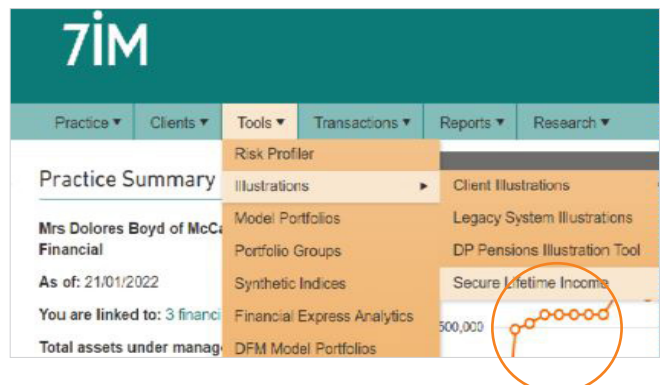 7iM
Practice ▼ Clients ▼ Tools ▼ Transactions ▼ Reports ▼ Research ▼
Risk Profiler
Practice Summary Illustrations ▶ Client Illustrations
Model Portfolios Legacy System Illustrations
Mrs Dolores Boyd of McCa
Financial Portfolio Groups DP Pensions Illustration Tool
As of: 21/01/2022 Synthetic Indices Secure Lifetime Income
You are linked to: 3 financi Financial Express Analytics 500,000
Total assets under manag DFM Model Portfolios